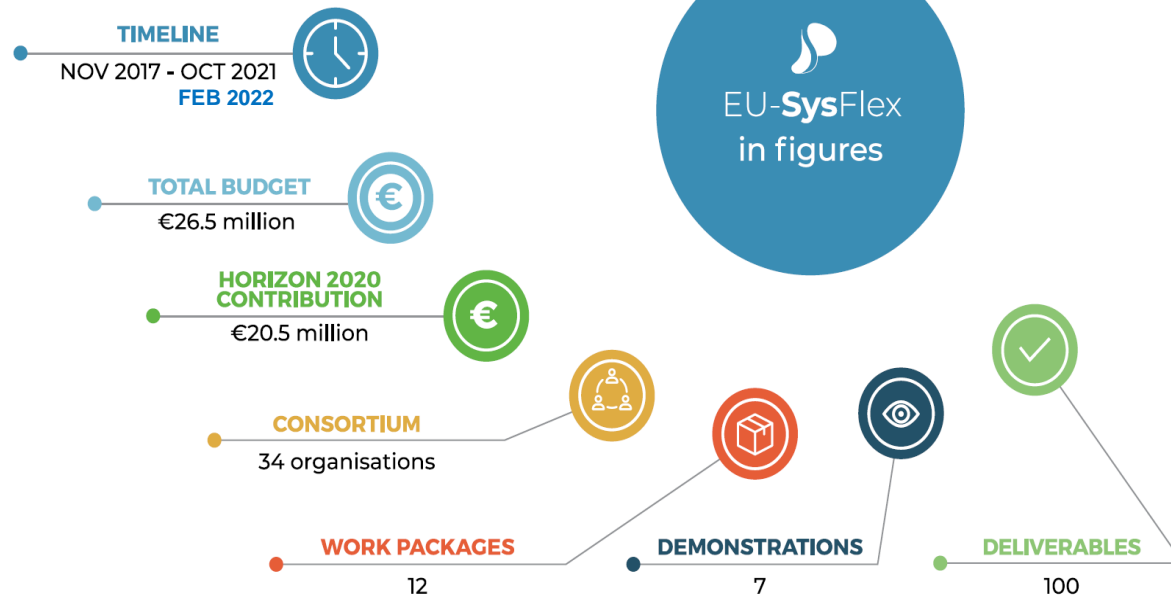 EU-SysFlex
in figures
TIMELINE
NOV 2017 - OCT 2021
FEB 2022
TOTAL BUDGET
€26.5 million
HORIZON 2020
CONTRIBUTION
€20.5 million
CONSORTIUM
34 organisations
WORK PACKAGES
12
DEMONSTRATIONS
7
DELIVERABLES
100